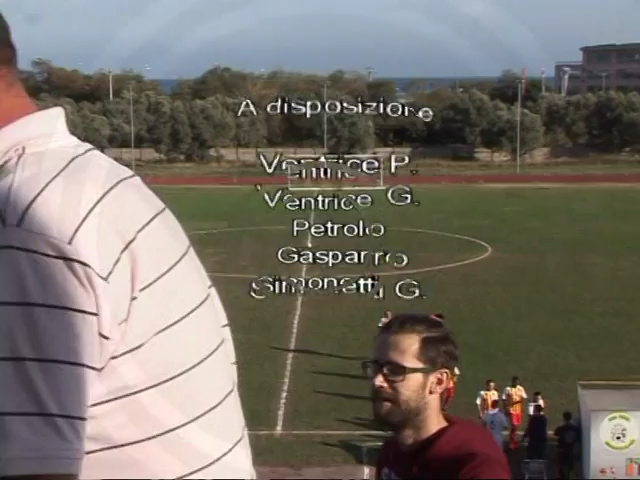 A disposizione
Ventrice P.
Ventrice G.
Petrolo
Gasparro
Simonetti G.